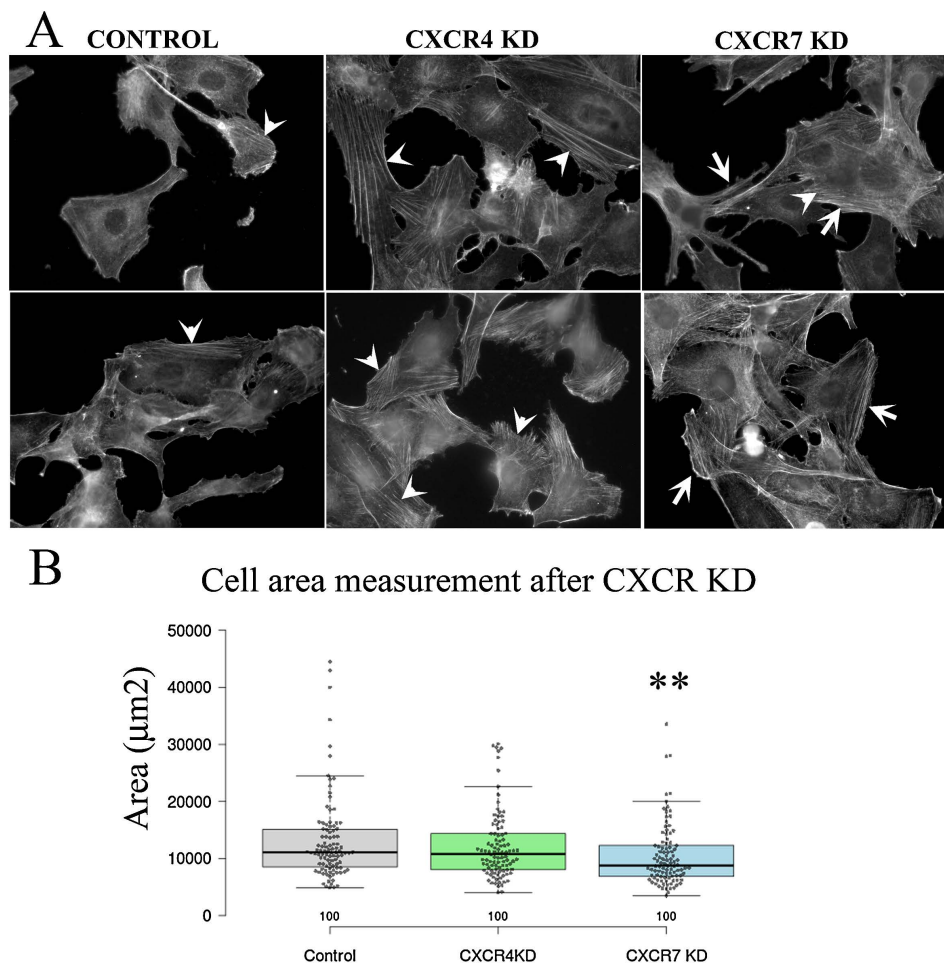 A
CONTROL CXCR4 KD CXCR7 KD
B
Cell area measurement after CXCR KD
Area (µm2)
50000
40000
30000
20000
10000
0
**
100 100 100
Control CXCR4KD CXCR7 KD